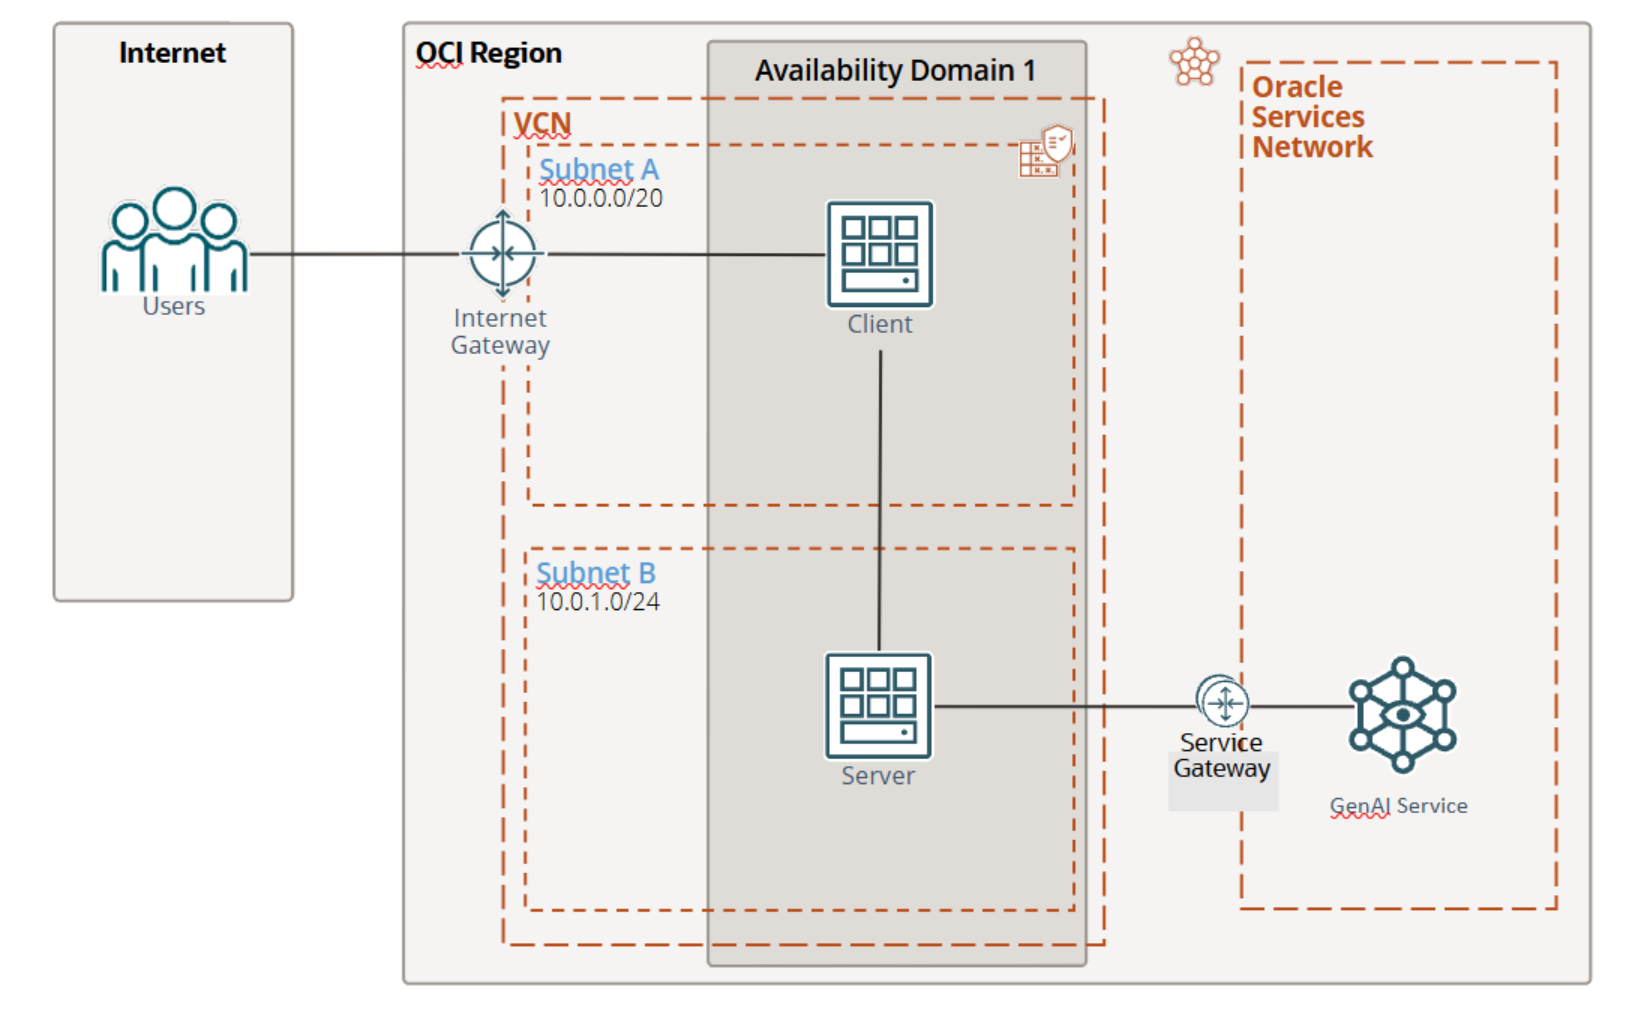 Internet
OCI Region
Availability Domain 1
Oracle
Services
Network
VCN
Subnet A
10.0.0.0/20
Users
Internet
Gateway
Client
Subnet B
10.0.1.0/24
Server
Service
Gateway
GenAI Service